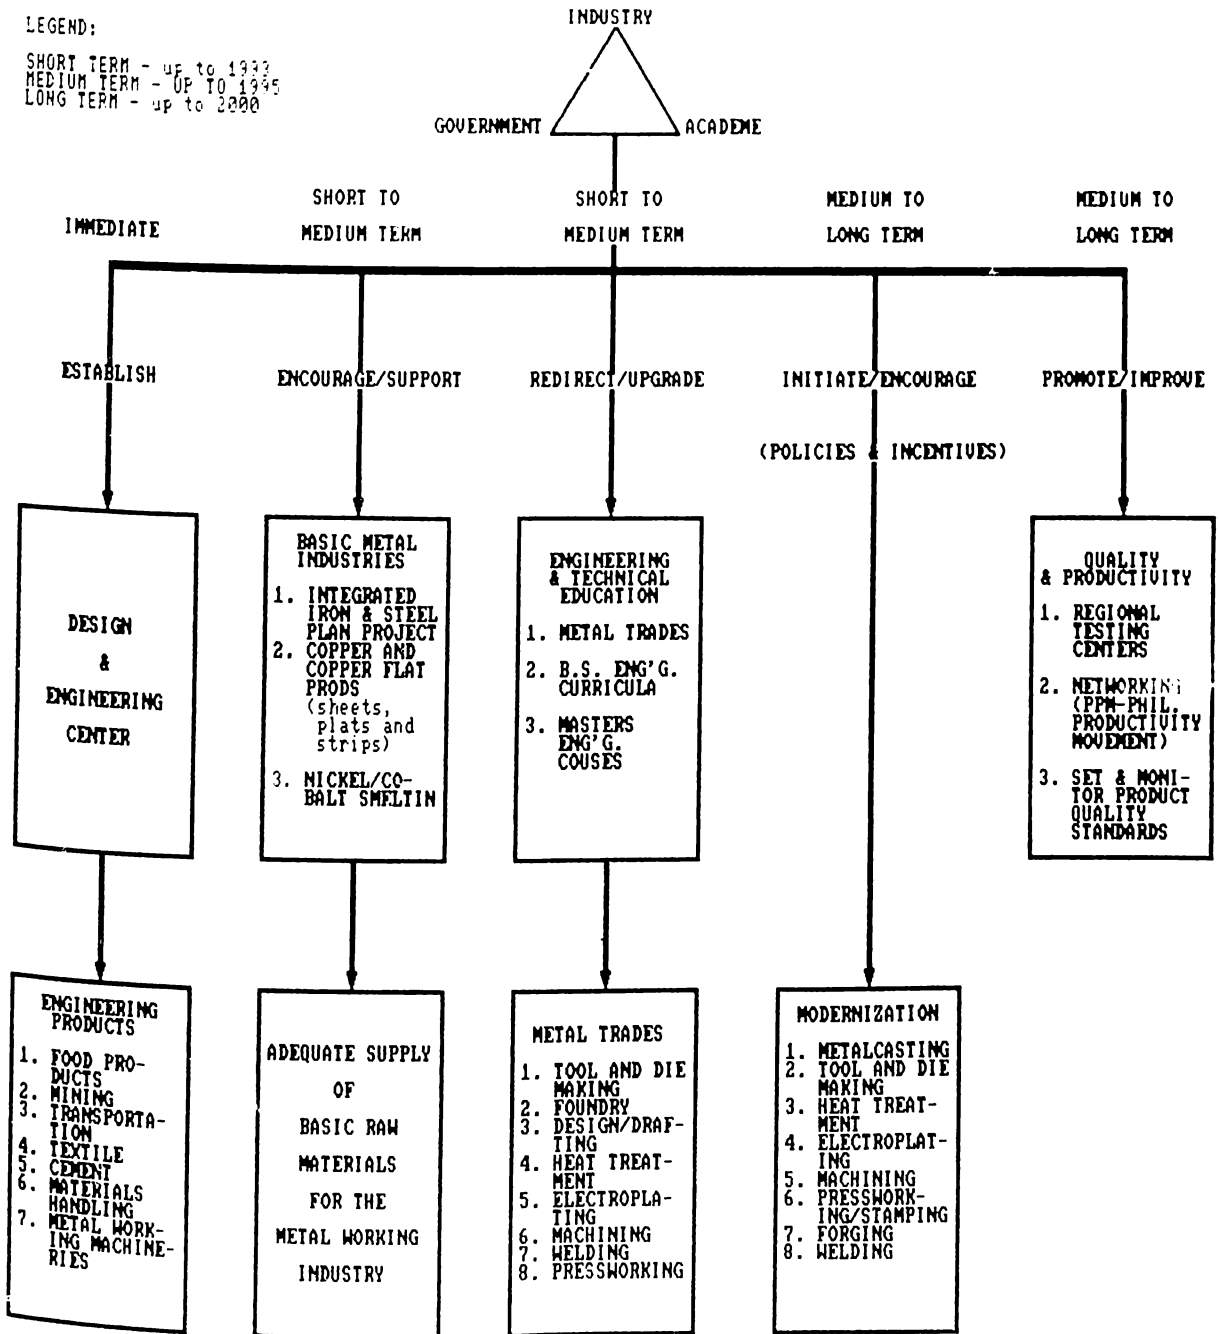 LEGEND:
SHORT TERM - up to 1993
MEDIUM TERM - UP TO 1995
LONG TERM - up to 2000
INDUSTRY
GOVERNMENT
ACADEME
IMMEDIATE
SHORT TO
MEDIUM TERM
SHORT TO
MEDIUM TERM
MEDIUM TO
LONG TERM
MEDIUM TO
LONG TERM
ESTABLISH
ENCOURAGE/SUPPORT
REDIRECT/UPGRADE
INITIATE/ENCOURAGE
(POLICIES & INCENTIVES)
PROMOTE/IMPROVE
DESIGN
&
ENGINEERING
CENTER
BASIC METAL
INDUSTRIES
1. INTEGRATED
IRON & STEEL
PLAN PROJECT
2. COPPER AND
COPPER FLAT
PRODS
(sheets,
plats and
strips)
3. NICKEL/CO-
BALT SMELTIN
ENGINEERING
& TECHNICAL
EDUCATION
1. METAL TRADES
2. B.S. ENG'G.
CURRICULA
3. MASTERS
ENG'G.
COUSES
QUALITY
& PRODUCTIVITY
1. REGIONAL
TESTING
CENTERS
2. NETWORKING
(PPM-PHIL.
PRODUCTIVITY
MOVEMENT)
3. SET & MONI-
TOR PRODUCT
QUALITY
STANDARDS
ENGINEERING
PRODUCTS
1. FOOD PRO-
DUCTS
2. MINING
3. TRANSPORTA-
TION
4. TEXTILE
5. CEMENT
6. MATERIALS
HANDLING
7. METAL WORK-
ING MACHINE-
RIES
ADEQUATE SUPPLY
OF
BASIC RAW
MATERIALS
FOR THE
METAL WORKING
INDUSTRY
METAL TRADES
1. TOOL AND DIE
MAKING
2. FOUNDRY
3. DESIGN/DRAF-
TING
4. HEAT TREAT-
MENT
5. ELECTROPLA-
TING
6. MACHINING
7. WELDING
8. PRESSWORKING
MODERNIZATION
1. METALCASTING
2. TOOL AND DIE
MAKING
3. HEAT TREAT-
MENT
4. ELECTROPLAT-
ING
5. MACHINING
6. PRESSWORK-
ING/STAMPING
7. FORGING
8. WELDING